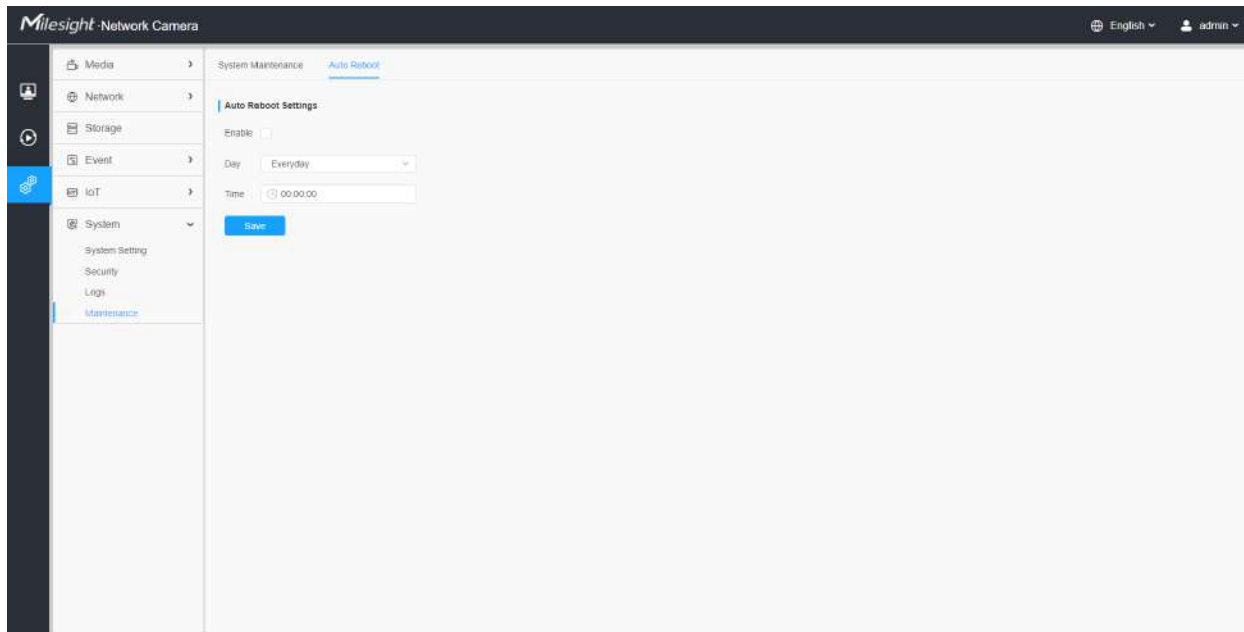 Milesight ·Network Camera
English
admin
Media
Network
Storage
Event
IoT
System
System Setting
Security
Logs
Maintenance
System Maintenance
Auto Reboot
Auto Reboot Settings
Enable
Day Everyday
Time 00:00:00
Save